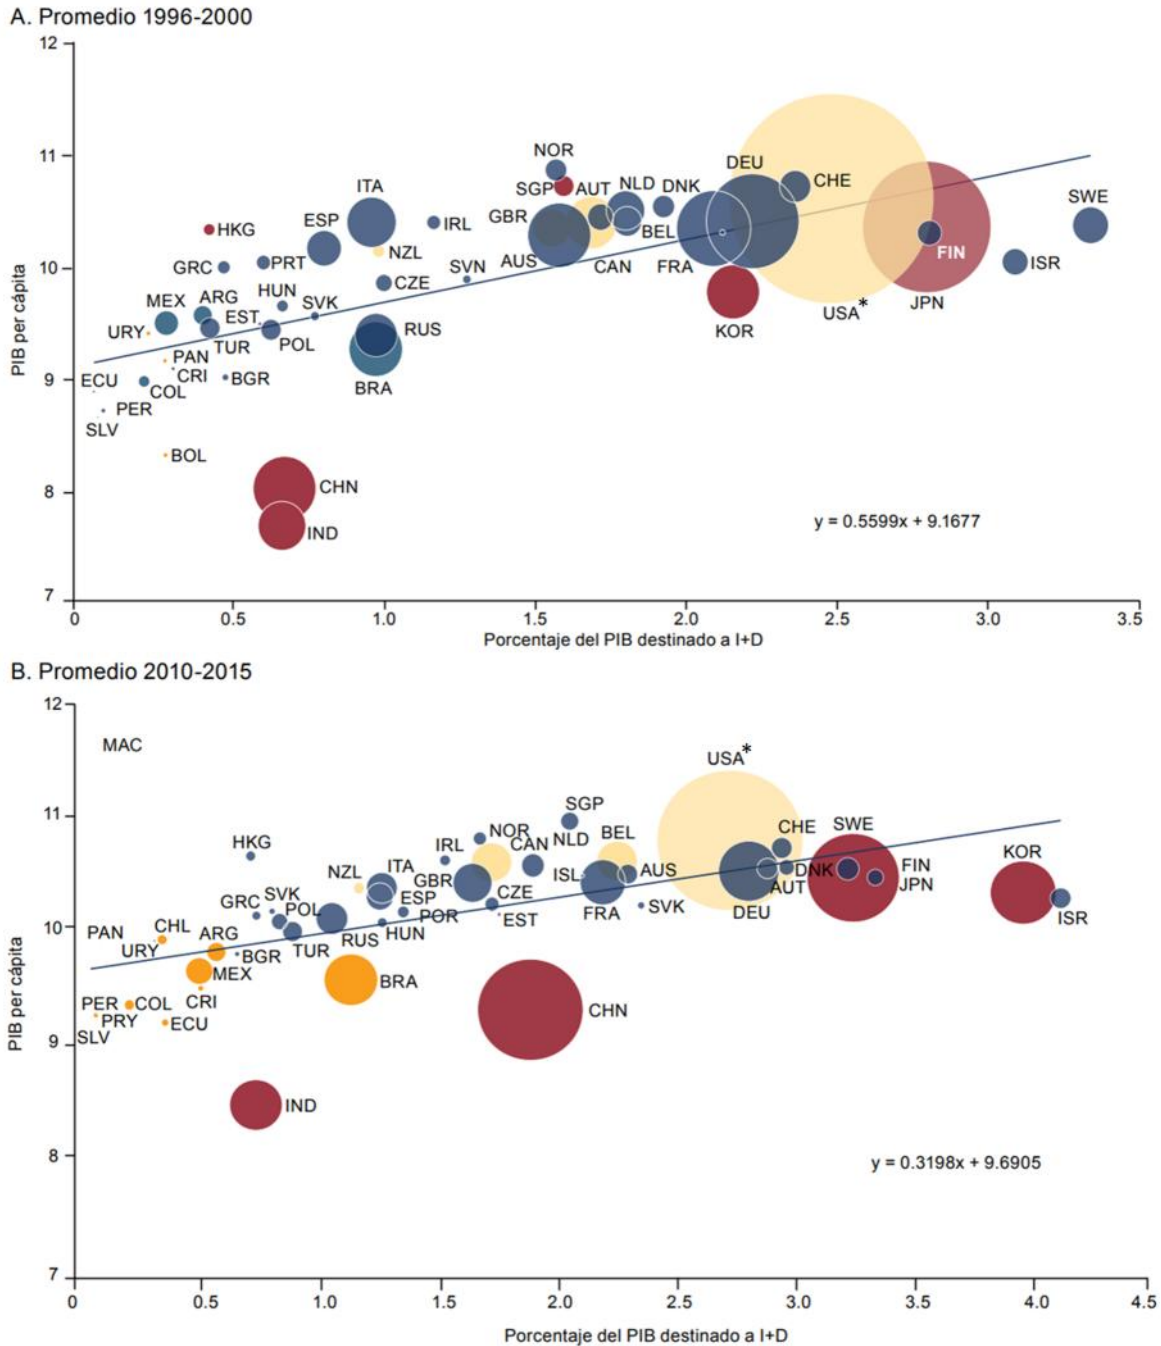 A. Promedio 1996-2000
12
11
10
9
8
7
PIB per cápita
NOR
SGP
AUT
NLD
DNK
DEU
CHE
SWE
ITA
ESP
IRL
GBR
AUS
BEL
CAN
FRA
FIN
ISR
JPN
USA*
KOR
HKG
GRC
PRT
NZL
CZE
SVN
HUN
SVK
MEX
ARG
EST
URY
TUR
POL
RUS
BRA
PAN
CRI
BGR
ECU
COL
PER
SLV
BOL
CHN
IND
y = 0.5599x + 9.1677
0
0.5
1.0
1.5
2.0
2.5
3.0
3.5
Porcentaje del PIB destinado a I+D
B. Promedio 2010-2015
12
11
10
9
8
7
PIB per cápita
MAC
USA*
SGP
HKG
IRL
NOR
CAN
NLD
BEL
CHE
SWE
KOR
NZL
ITA
GBR
CZE
ISL
AUS
DNK
AUT
FIN
JPN
ISR
GRC
SVK
POL
ESP
POR
EST
FRA
SVK
DEU
PAN
CHL
ARG
URY
BGR
TUR
RUS
HUN
MEX
BRA
CRI
PER
COL
PRY
ECU
SLV
CHN
IND
y = 0.3198x + 9.6905
0
0.5
1.0
1.5
2.0
2.5
3.0
3.5
4.0
4.5
Porcentaje del PIB destinado a I+D